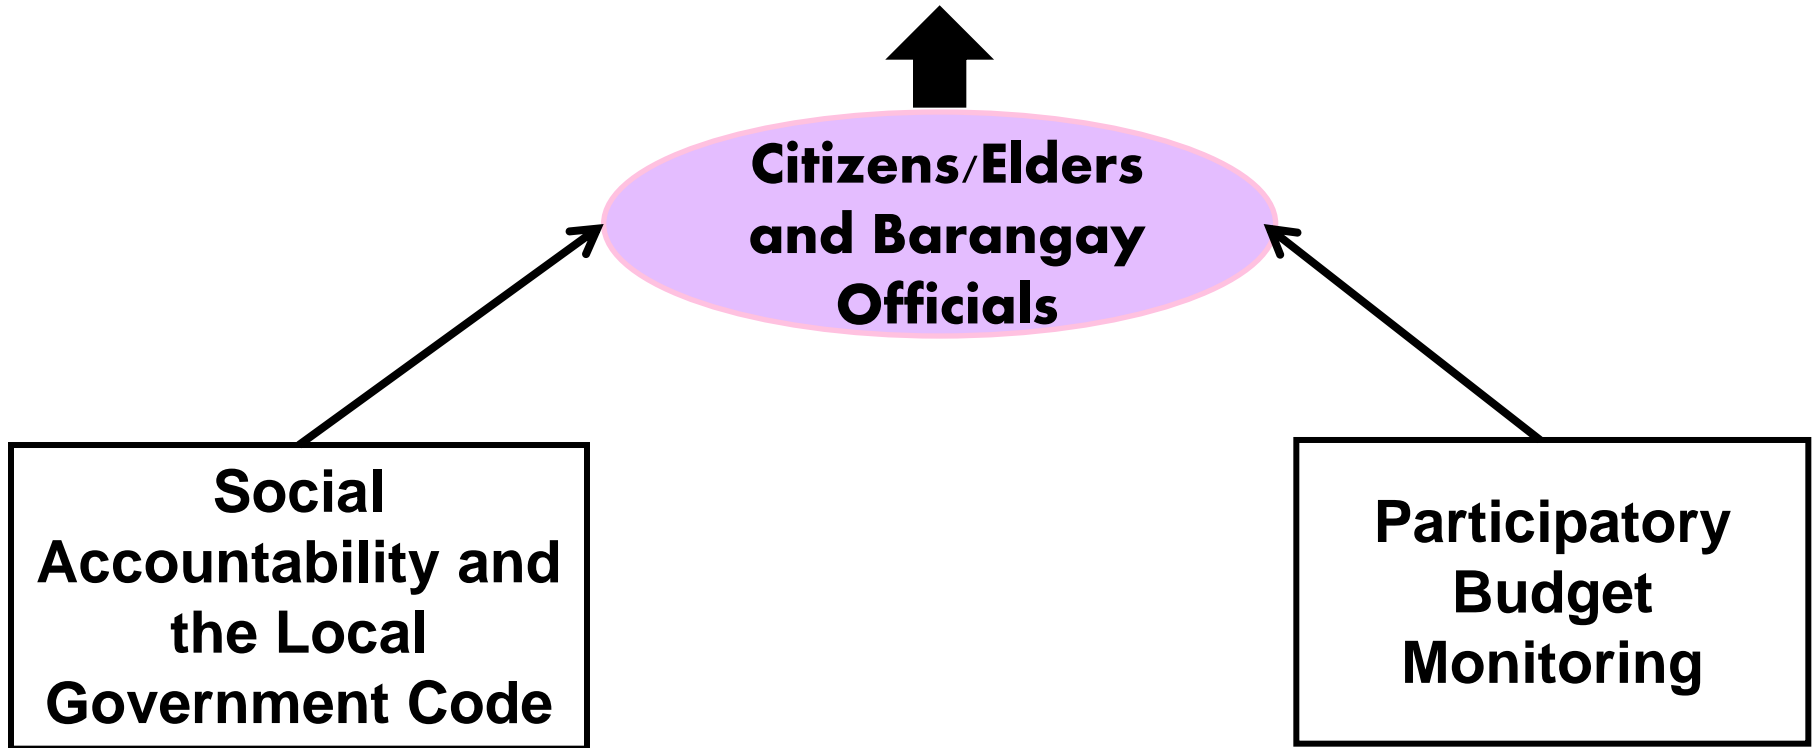 Citizens/Elders
and Barangay
Officials
Social
Accountability and
the Local
Government Code
Participatory
Budget
Monitoring